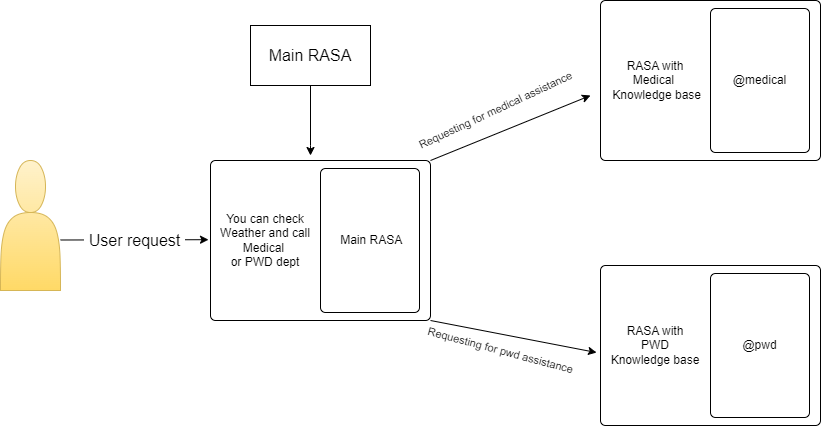 Main RASA
Requesting for medical assistance
RASA with
Medical
Knowledge base
@medical
User request
You can check
Weather and call
Medical
or PWD dept
Main RASA
Requesting for pwd assistance
RASA with
PWD
Knowledge base
@pwd